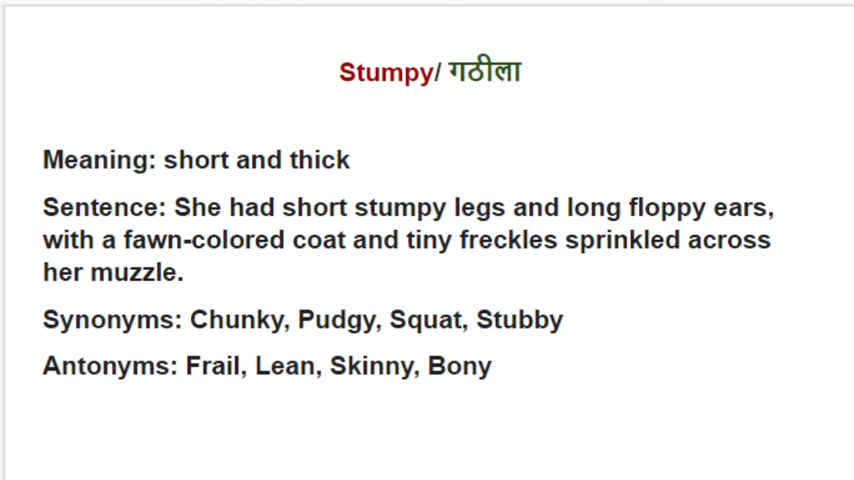 Stumpy/ गठीला
Meaning: short and thick
Sentence: She had short stumpy legs and long floppy ears,
with a fawn-colored coat and tiny freckles sprinkled across
her muzzle.
Synonyms: Chunky, Pudgy, Squat, Stubby
Antonyms: Frail, Lean, Skinny, Bony